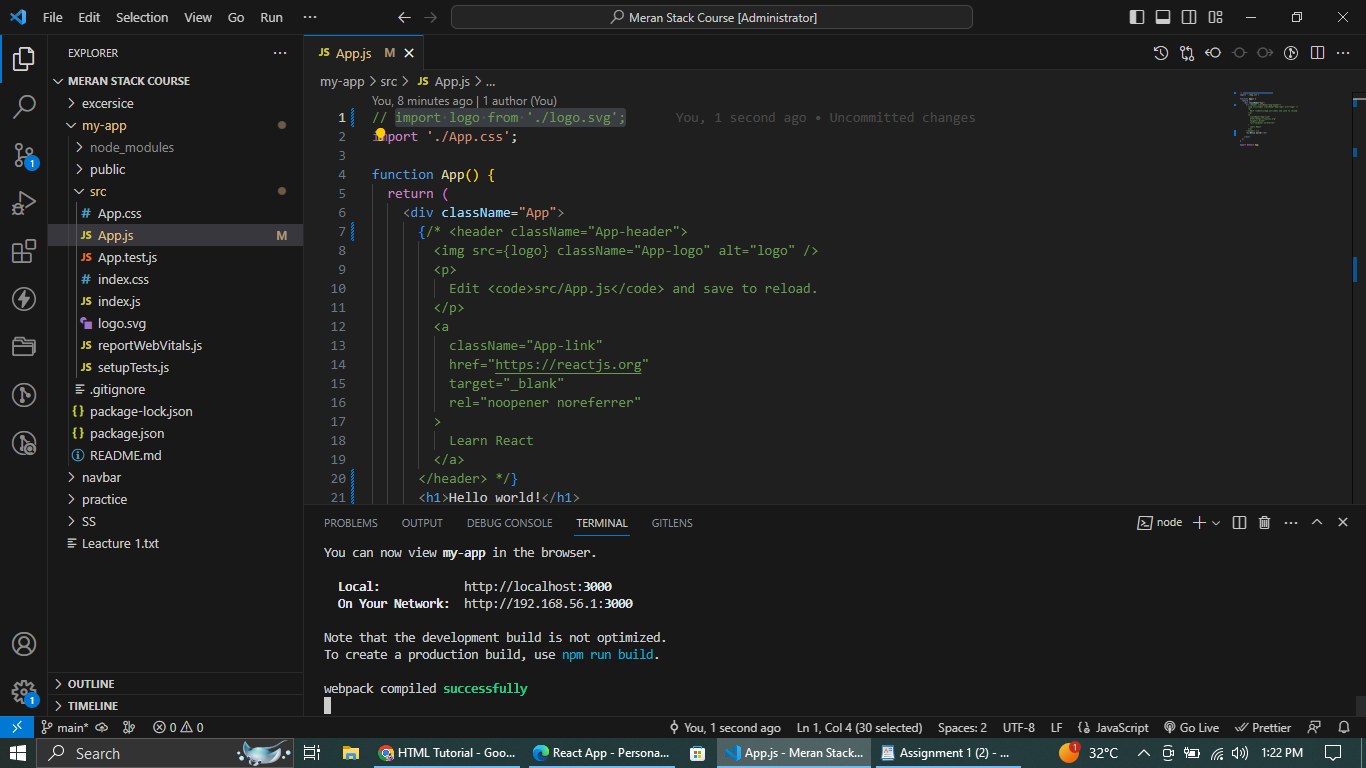 File Edit Selection View Go Run ··· Meran Stack Course [Administrator]
EXPLORER ···
MERAN STACK COURSE
excersice
my-app
node_modules
public
src
# App.css
JS App.js M
JS App.test.js
# index.css
JS index.js
logo.svg
JS reportWebVitals.js
JS setupTests.js
.gitignore
{} package-lock.json
{} package.json
README.md
navbar
practice
SS
Leacture 1.txt
OUTLINE
TIMELINE
1
1
JS App.js M
my-app > src > JS App.js > ...
You, 8 minutes ago | 1 author (You)
1 // import logo from './logo.svg'; You, 1 second ago • Uncommitted changes
2 import './App.css';
3
4 function App() {
5 return (
6 <div className="App">
7 {/* <header className="App-header">
8 <img src={logo} className="App-logo" alt="logo" />
9 <p>
10 Edit <code>src/App.js</code> and save to reload.
11 </p>
12 <a
13 className="App-link"
14 href="https://reactjs.org"
15 target="_blank"
16 rel="noopener noreferrer"
17 >
18 Learn React
19 </a>
20 </header> */}
21 <h1>Hello world!</h1>
PROBLEMS OUTPUT DEBUG CONSOLE TERMINAL GITLENS node
You can now view my-app in the browser.
Local: http://localhost:3000
On Your Network: http://192.168.56.1:3000
Note that the development build is not optimized.
To create a production build, use npm run build.
webpack compiled successfully
main* 0 0 You, 1 second ago Ln 1, Col 4 (30 selected) Spaces: 2 UTF-8 LF {} JavaScript Go Live Prettier
Search HTML Tutorial - Goo... React App - Persona... App.js - Meran Stack... Assignment 1 (2) - ... 1 32°C 1:22 PM